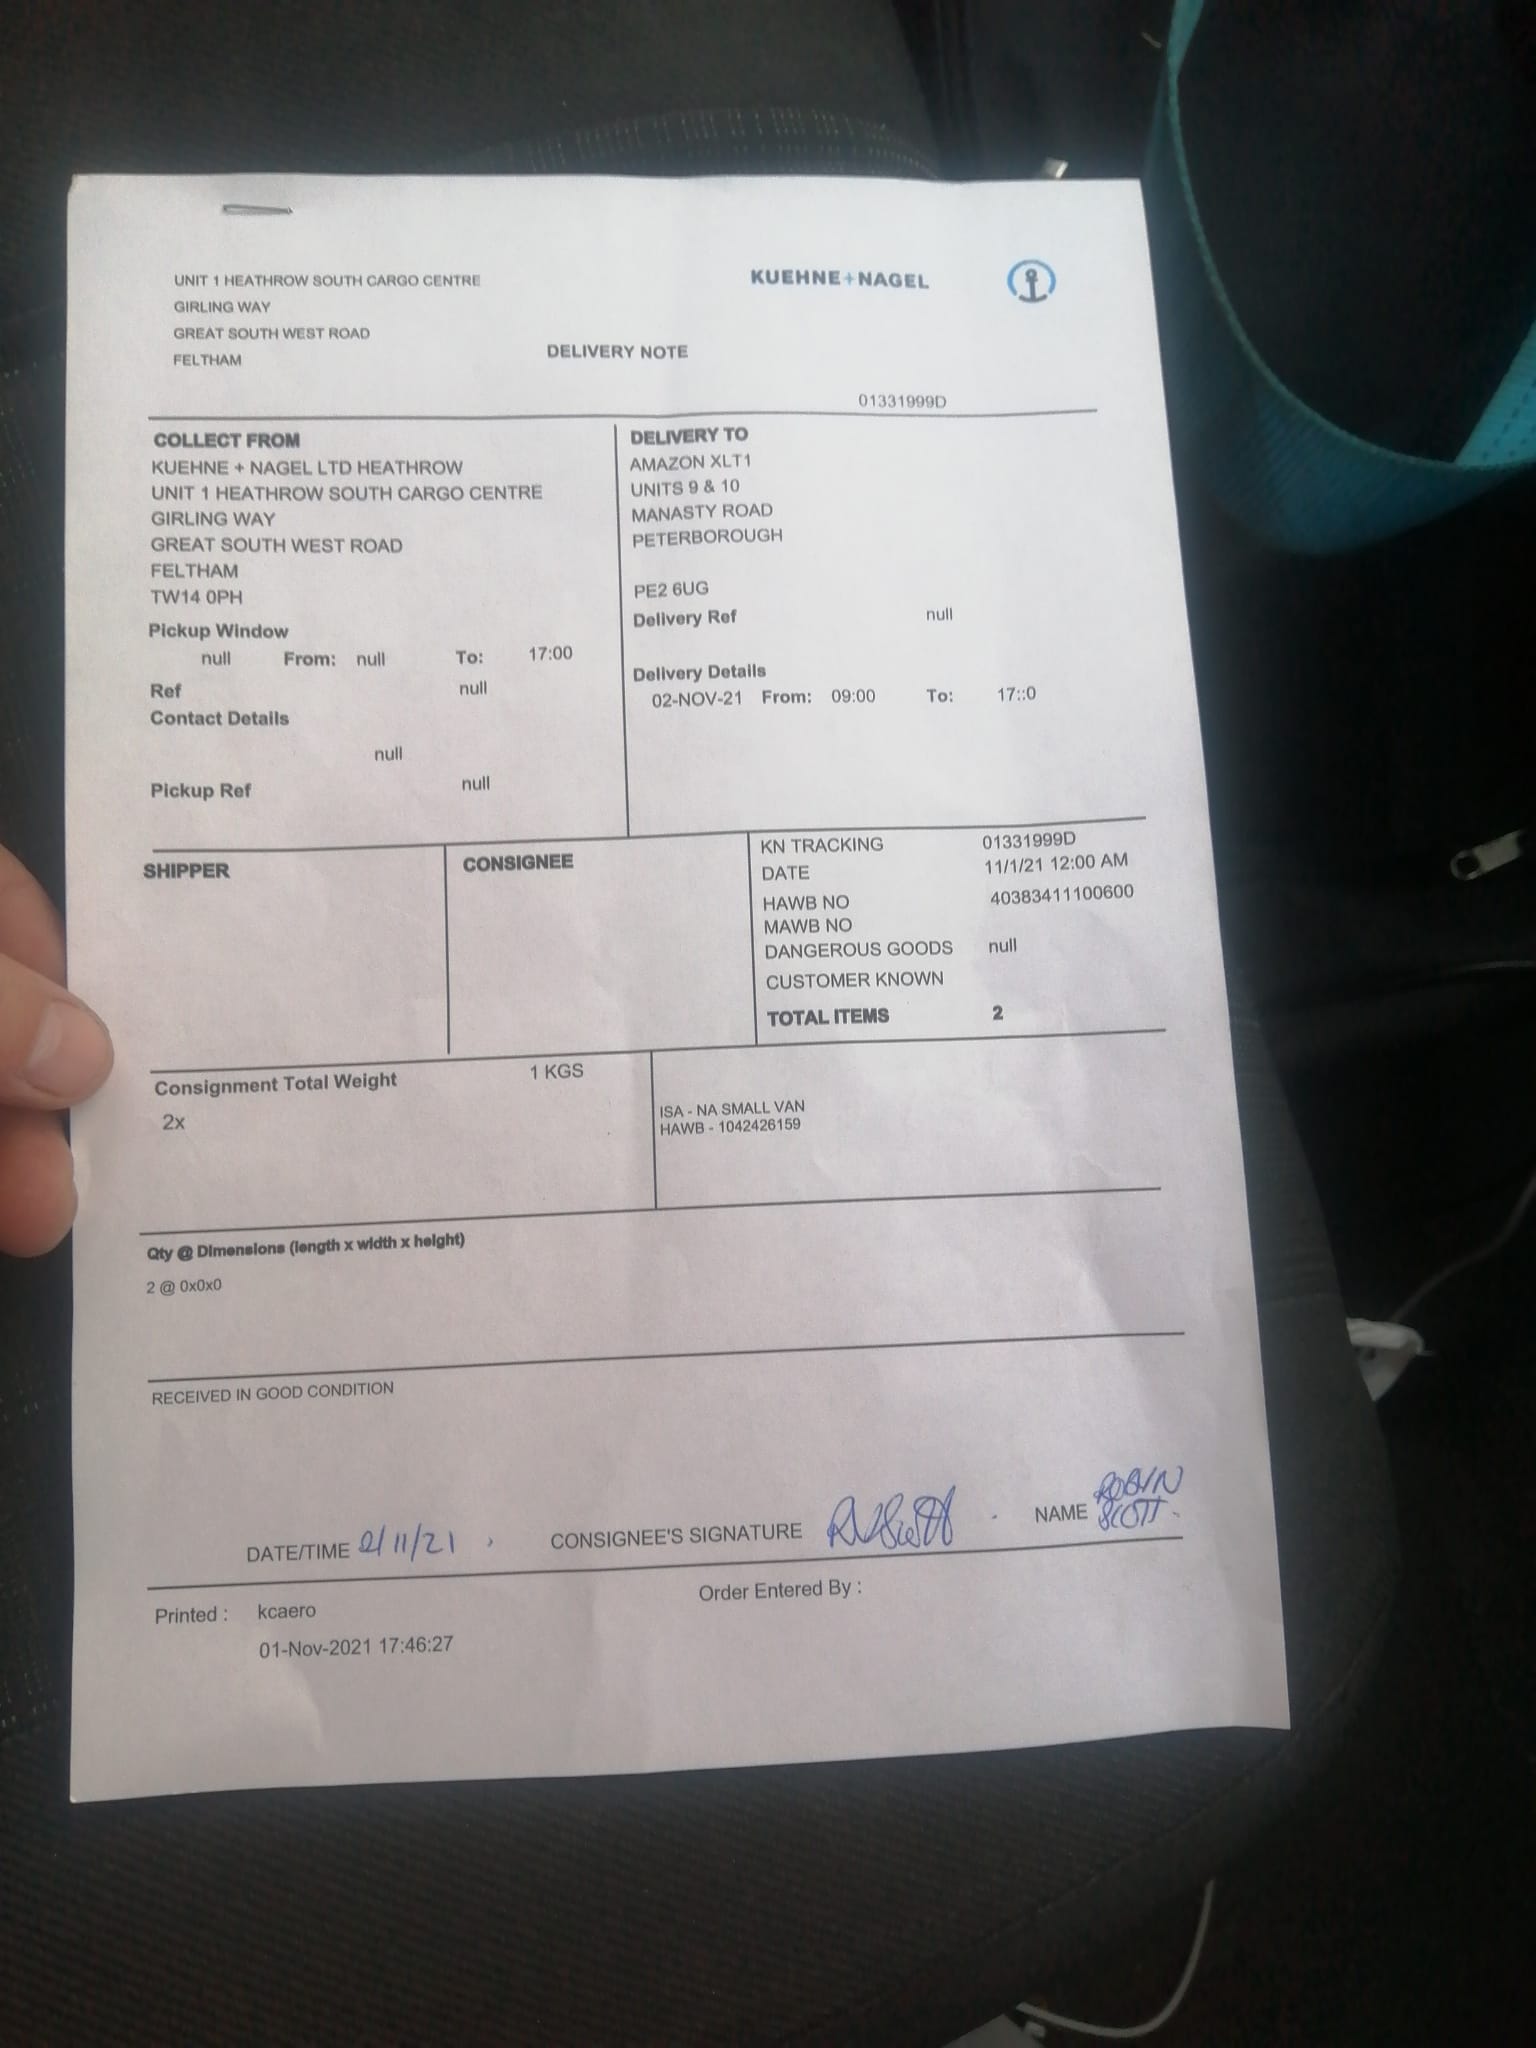 UNIT 1 HEATHROW SOUTH CARGO CENTRE
GIRLING WAY
GREAT SOUTH WEST ROAD
FELTHAM
KUEHNE+NAGEL
DELIVERY NOTE
01331999D
COLLECT FROM
KUEHNE + NAGEL LTD HEATHROW
UNIT 1 HEATHROW SOUTH CARGO CENTRE
GIRLING WAY
GREAT SOUTH WEST ROAD
FELTHAM
TW14 0PH
Pickup Window
null From: null To: 17:00
Ref null
Contact Details
null
Pickup Ref null
DELIVERY TO
AMAZON XLT1
UNITS 9 & 10
MANASTY ROAD
PETERBOROUGH
PE2 6UG
Delivery Ref null
Delivery Details
02-NOV-21 From: 09:00 To: 17::0
SHIPPER
CONSIGNEE
KN TRACKING 01331999D
DATE 11/1/21 12:00 AM
HAWB NO 40383411100600
MAWB NO
DANGEROUS GOODS null
CUSTOMER KNOWN
TOTAL ITEMS 2
Consignment Total Weight 1 KGS
2x
ISA - NA SMALL VAN
HAWB - 1042426159
Qty @ Dimensions (length x width x height)
2 @ 0x0x0
RECEIVED IN GOOD CONDITION
DATE/TIME 2/11/21 CONSIGNEE'S SIGNATURE NAME ROBYN
SCOTT
Printed : kcaero Order Entered By :
01-Nov-2021 17:46:27